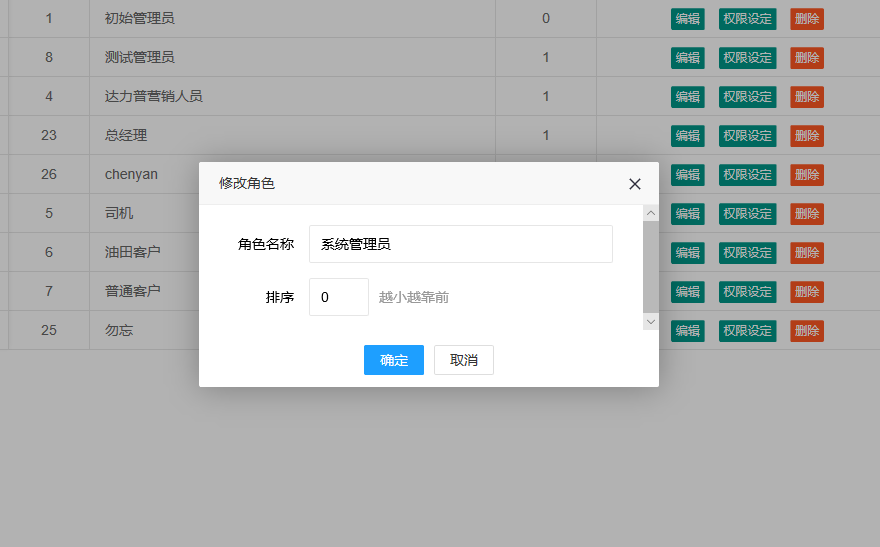 1 初始管理员 0 编辑 权限设定 删除
8 测试管理员 1 编辑 权限设定 删除
4 达力普营销人员 1 编辑 权限设定 删除
23 总经理 1 编辑 权限设定 删除
26 chenyan 编辑 权限设定 删除
修改角色
5 司机 编辑 权限设定 删除
角色名称 系统管理员
6 油田客户 编辑 权限设定 删除
7 普通客户 编辑 权限设定 删除
排序 0 越小越靠前
25 勿忘 编辑 权限设定 删除
确定 取消